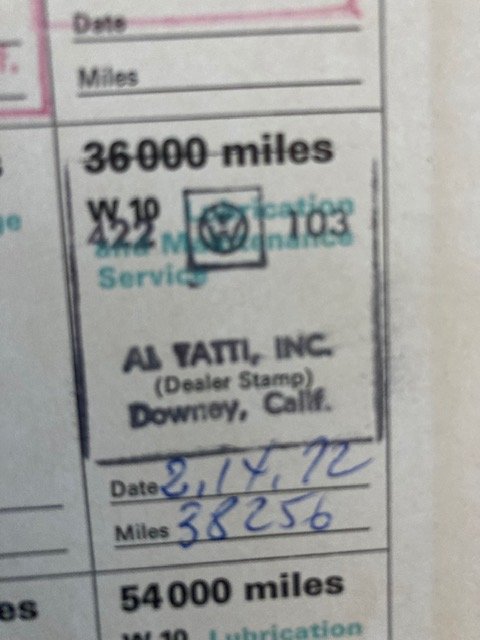 Date
Miles
36000 miles
W 10 Lubrication
422 103
and Maintenance
Service
AL TATTI, INC.
(Dealer Stamp)
Downey, Calif.
Date 2,14,72
Miles 38256
es
54000 miles
W 10 Lubrication